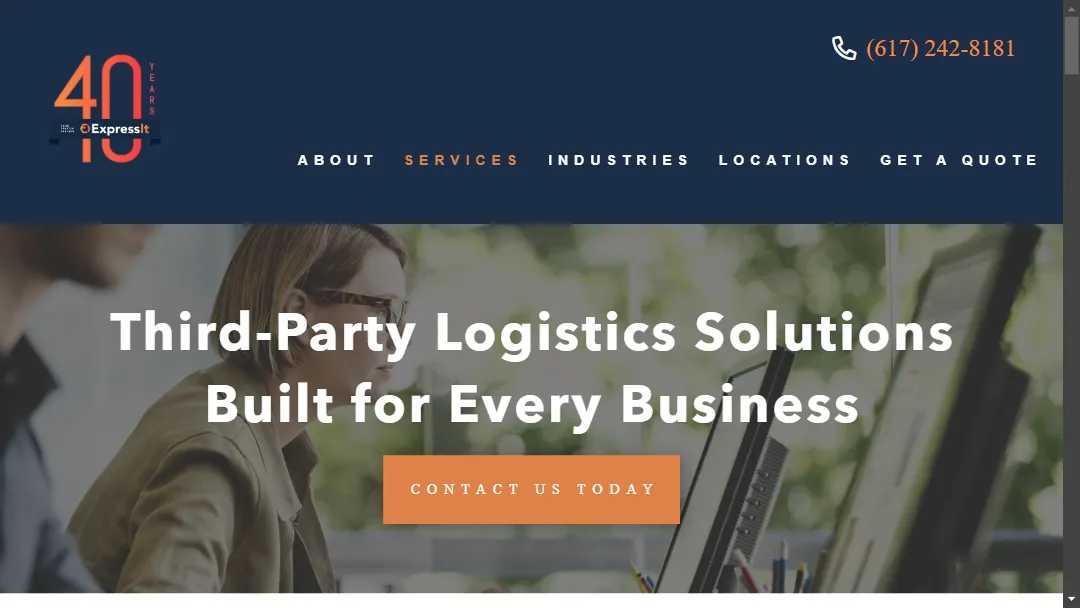 (617) 242-8181
40
YEARS
ExpressIt
ABOUT SERVICES INDUSTRIES LOCATIONS GET A QUOTE
Third-Party Logistics Solutions
Built for Every Business
CONTACT US TODAY